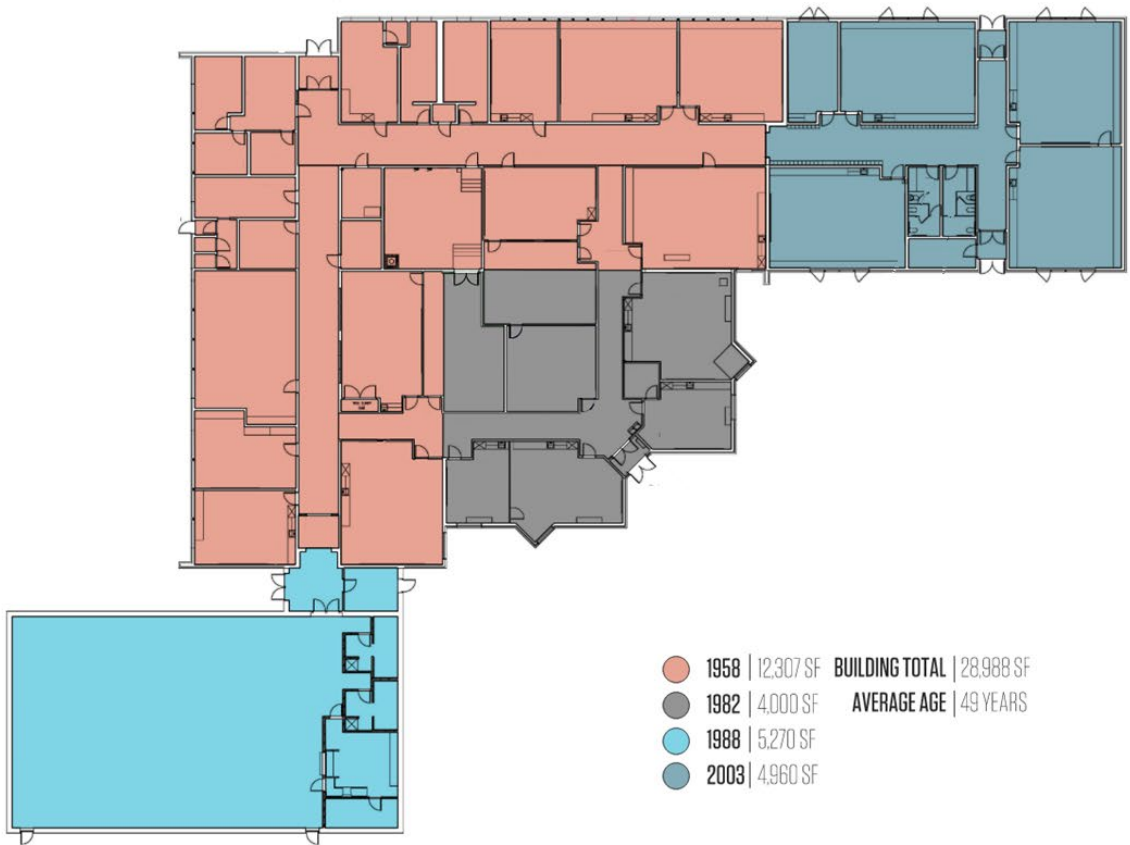 1958 | 12,307 SF BUILDING TOTAL | 28,988 SF
1982 | 4,000 SF AVERAGE AGE | 49 YEARS
1988 | 5,270 SF
2003 | 4,960 SF